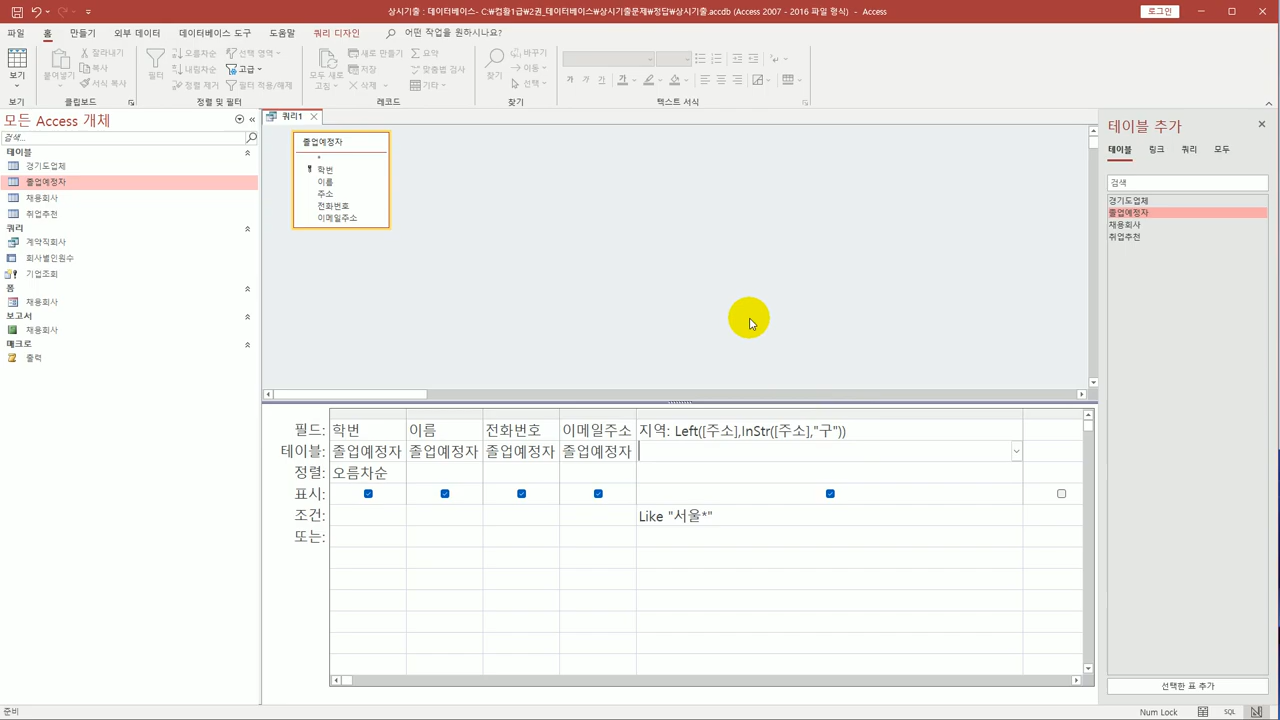 상시기출 : 데이터베이스- C:₩컴활1급₩2권_데이터베이스₩상시기출문제₩정답₩상시기출.accdb (Access 2007 - 2016 파일 형식) - Access
로그인
파일 홈 만들기 외부 데이터 데이터베이스 도구 도움말 쿼리 디자인 어떤 작업을 원하시나요?
보기 붙여넣기 잘라내기 복사 서식 복사
필터 오름차순 내림차순 정렬 제거 선택 영역 고급 필터 적용/해제
모두 새로 고침 새로 만들기 저장 삭제 요약 맞춤법 검사 기타
찾기 바꾸기 이동 선택
가 가 가 가
보기 클립보드 정렬 및 필터 레코드 찾기 텍스트 서식
모든 Access 개체
검색...
테이블
경기도업체
졸업예정자
채용회사
취업추천
쿼리
계약직회사
회사별인원수
기업조회
폼
채용회사
보고서
채용회사
매크로
출력
쿼리1
졸업예정자
*
학번
이름
주소
전화번호
이메일주소
필드: 학번 이름 전화번호 이메일주소 지역: Left([주소],InStr([주소],"구"))
테이블: 졸업예정자 졸업예정자 졸업예정자 졸업예정자
정렬: 오름차순
표시:
조건: Like "서울*"
또는:
테이블 추가
테이블 링크 쿼리 모두
검색
경기도업체
졸업예정자
채용회사
취업추천
선택한 표 추가
준비
Num Lock
SQL